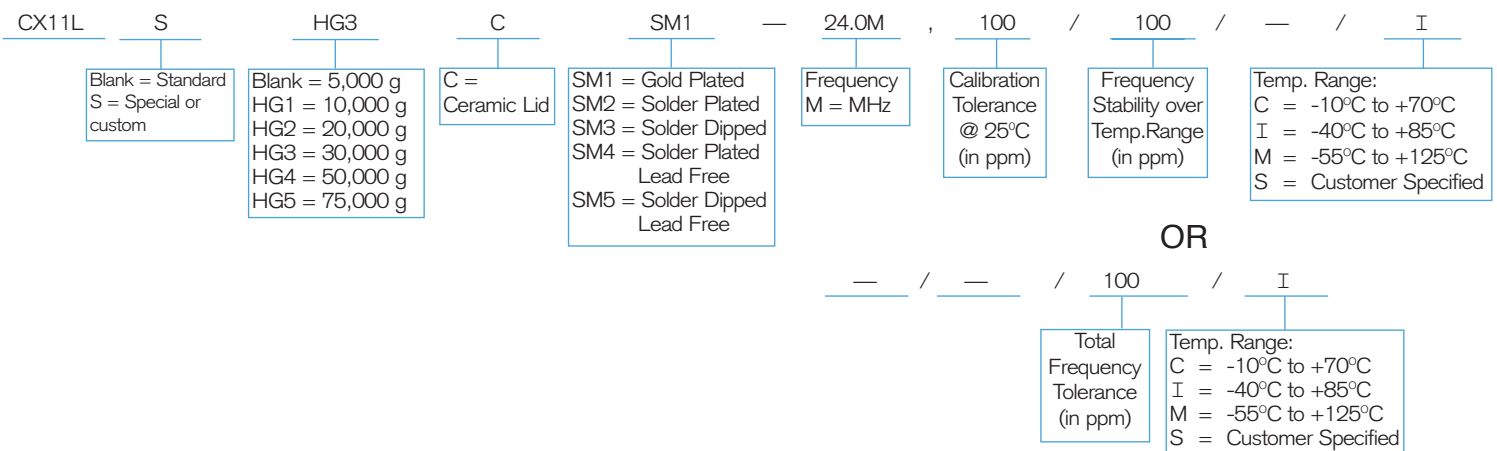 CX11L S HG3 C SM1 — 24.0M , 100 / 100 / — / I
Blank = Standard
S = Special or
custom
Blank = 5,000 g
HG1 = 10,000 g
HG2 = 20,000 g
HG3 = 30,000 g
HG4 = 50,000 g
HG5 = 75,000 g
C =
Ceramic Lid
SM1 = Gold Plated
SM2 = Solder Plated
SM3 = Solder Dipped
SM4 = Solder Plated
Lead Free
SM5 = Solder Dipped
Lead Free
Frequency
M = MHz
Calibration
Tolerance
@ 25°C
(in ppm)
Frequency
Stability over
Temp.Range
(in ppm)
Temp. Range:
C = -10°C to +70°C
I = -40°C to +85°C
M = -55°C to +125°C
S = Customer Specified
OR
— / — / 100 / I
Total
Frequency
Tolerance
(in ppm)
Temp. Range:
C = -10°C to +70°C
I = -40°C to +85°C
M = -55°C to +125°C
S = Customer Specified